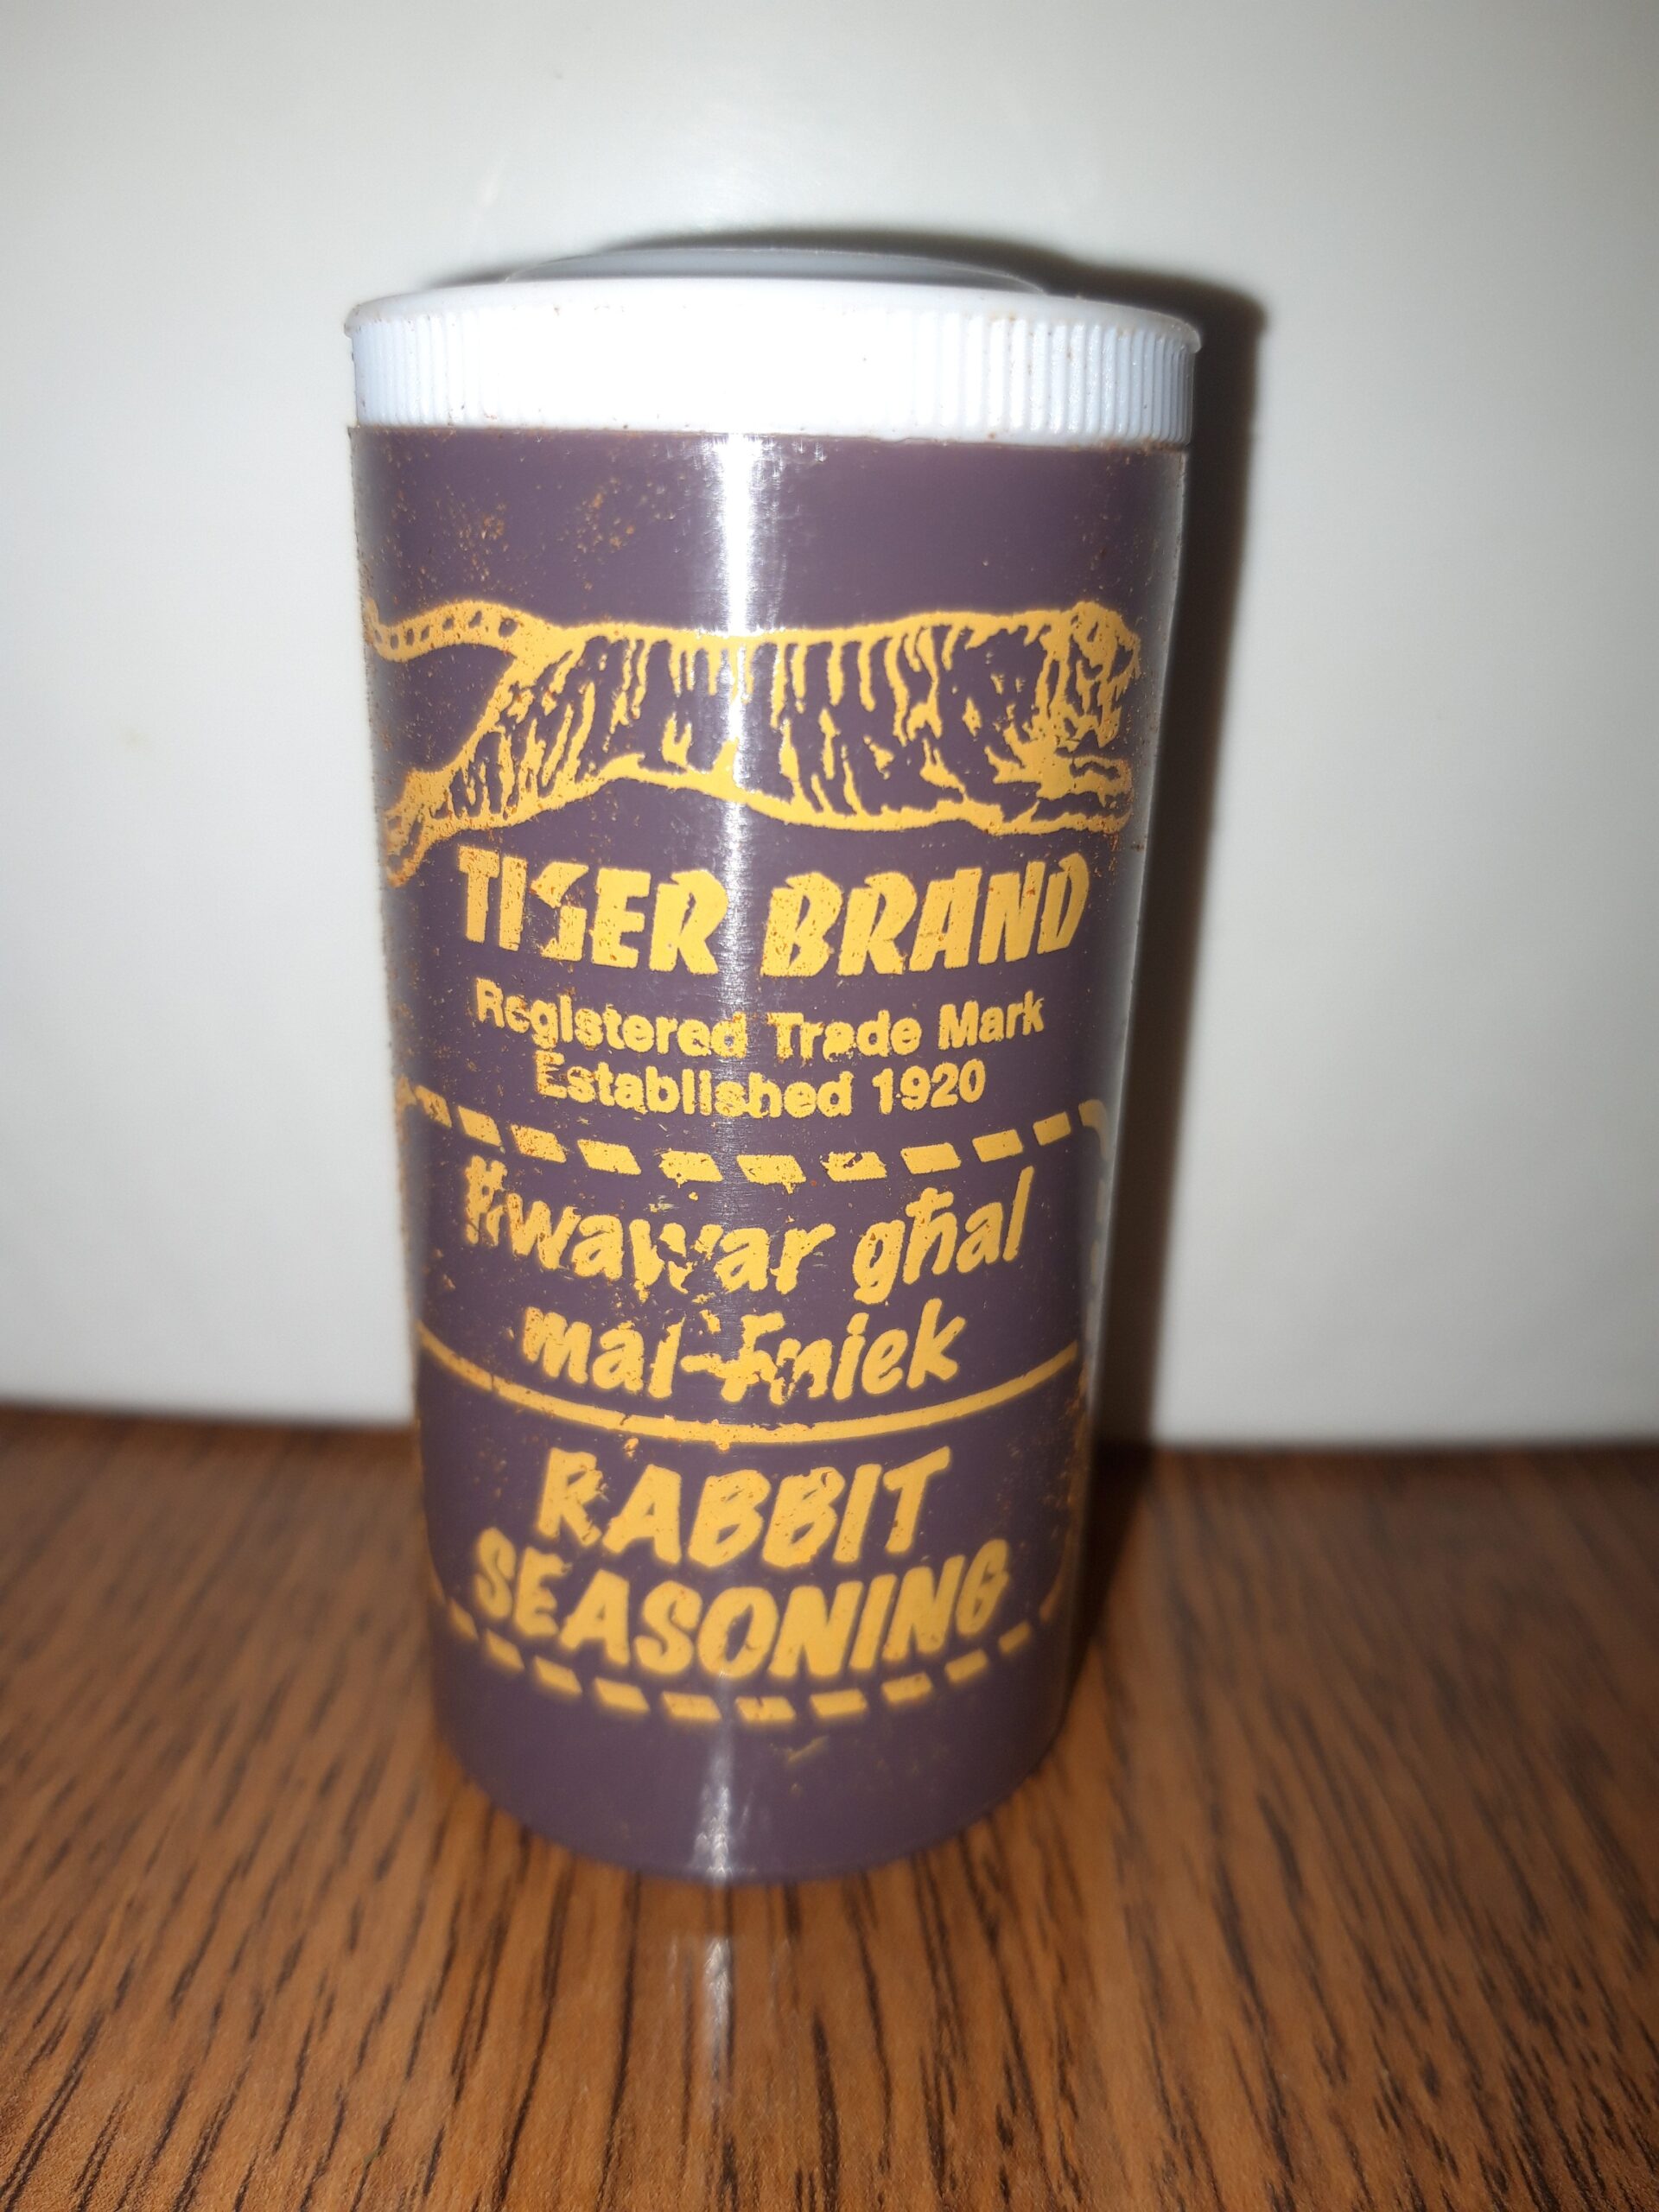 TIGER BRAND
Registered Trade Mark
Established 1920
Ħwawar għal
mal-Fniek
RABBIT
SEASONING